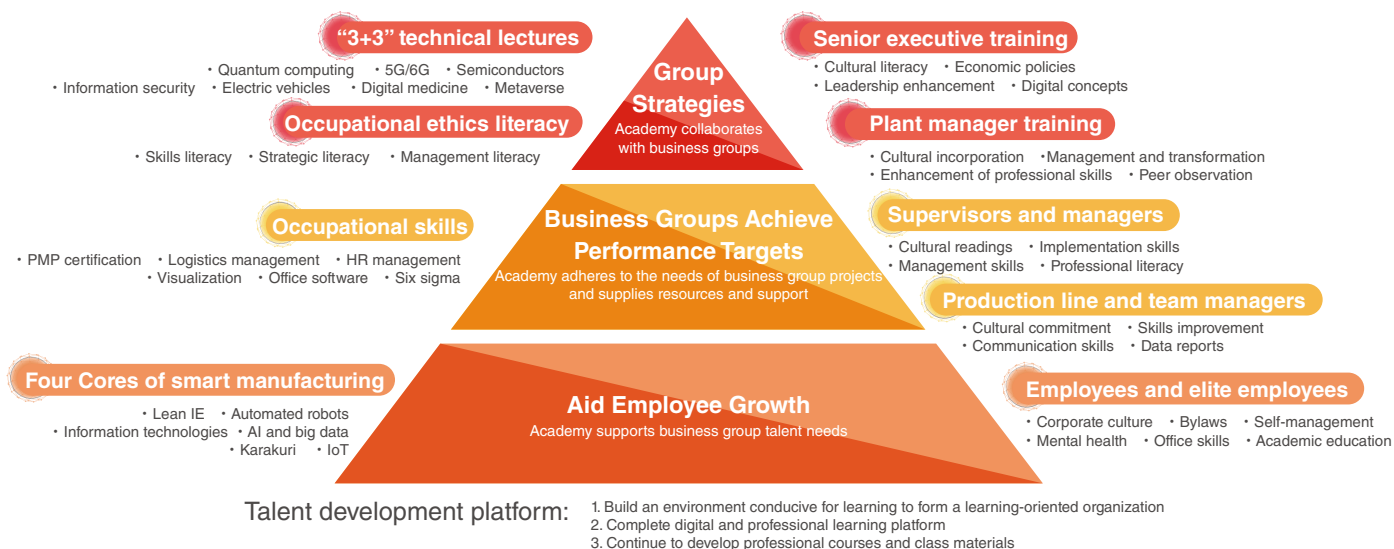 “3+3” technical lectures
• Quantum computing • 5G/6G • Semiconductors
• Information security • Electric vehicles • Digital medicine • Metaverse
Occupational ethics literacy
• Skills literacy • Strategic literacy • Management literacy
Occupational skills
• PMP certification • Logistics management • HR management
• Visualization • Office software • Six sigma
Four Cores of smart manufacturing
• Lean IE • Automated robots
• Information technologies • AI and big data
• Karakuri • IoT
Group
Strategies
Academy collaborates
with business groups
Business Groups Achieve
Performance Targets
Academy adheres to the needs of business group projects
and supplies resources and support
Aid Employee Growth
Academy supports business group talent needs
Senior executive training
• Cultural literacy • Economic policies
• Leadership enhancement • Digital concepts
Plant manager training
• Cultural incorporation •Management and transformation
• Enhancement of professional skills • Peer observation
Supervisors and managers
• Cultural readings • Implementation skills
• Management skills • Professional literacy
Production line and team managers
• Cultural commitment • Skills improvement
• Communication skills • Data reports
Employees and elite employees
• Corporate culture • Bylaws • Self-management
• Mental health • Office skills • Academic education
Talent development platform:
1. Build an environment conducive for learning to form a learning-oriented organization
2. Complete digital and professional learning platform
3. Continue to develop professional courses and class materials